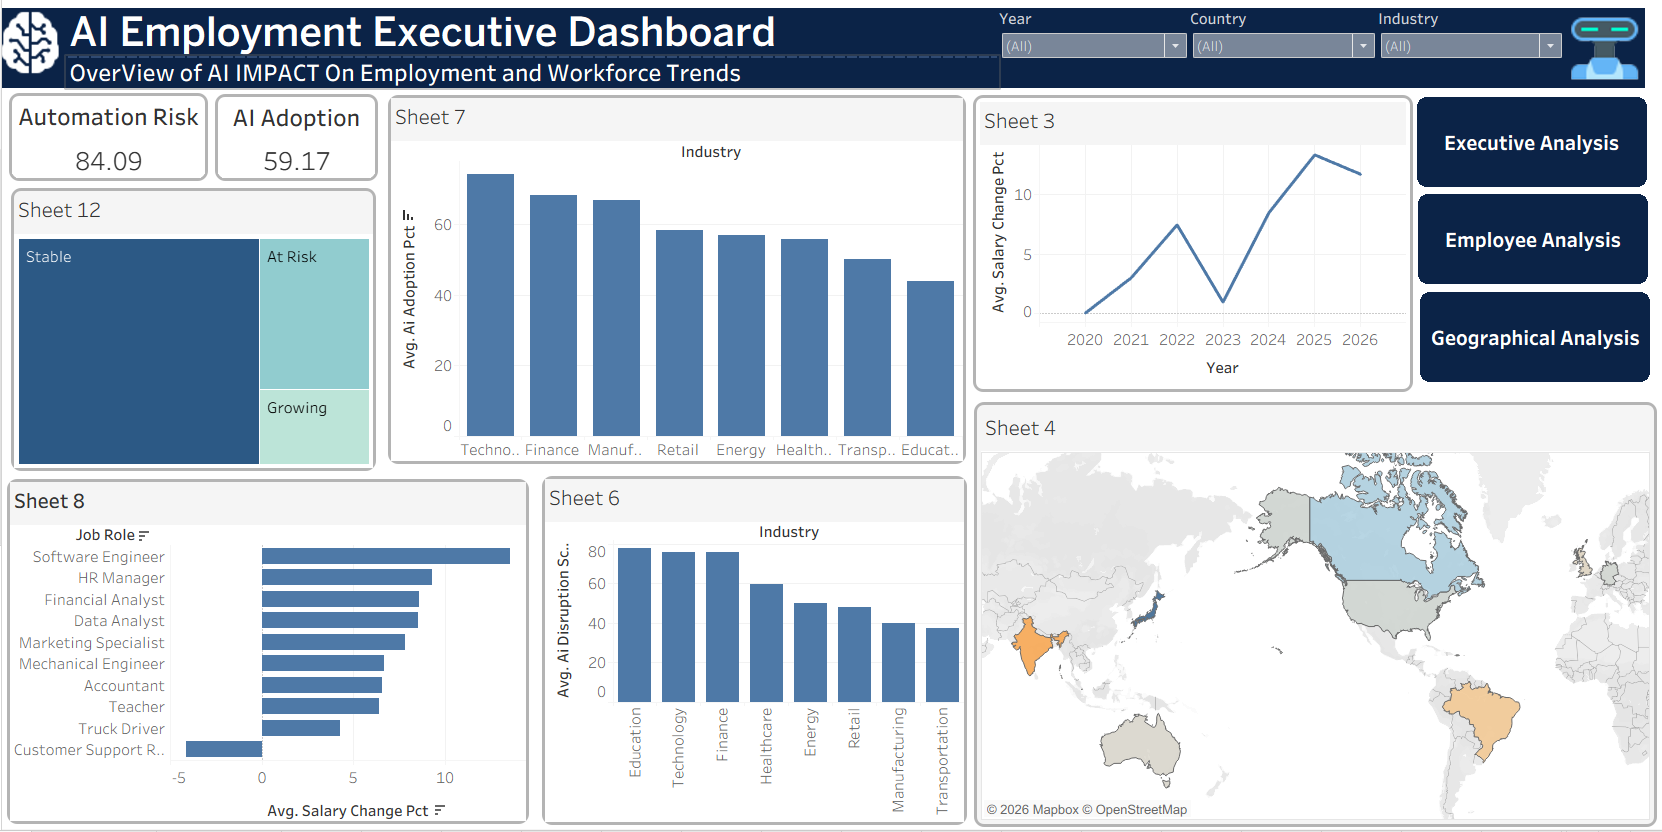 AI Employment Executive Dashboard
OverView of AI IMPACT On Employment and Workforce Trends
Year
Country
Industry
(All)
(All)
(All)
Automation Risk
84.09
AI Adoption
59.17
Sheet 12
Stable
At Risk
Growing
Sheet 7
Industry
Avg. Ai Adoption Pct
60
40
20
0
Techno..
Finance
Manuf..
Retail
Energy
Health..
Transp..
Educat..
Sheet 3
Avg. Salary Change Pct
10
5
0
2020
2021
2022
2023
2024
2025
2026
Year
Executive Analysis
Employee Analysis
Geographical Analysis
Sheet 8
Job Role
Software Engineer
HR Manager
Financial Analyst
Data Analyst
Marketing Specialist
Mechanical Engineer
Accountant
Teacher
Truck Driver
Customer Support R..
-5
0
5
10
Avg. Salary Change Pct
Sheet 6
Industry
Avg. Ai Disruption Sc..
80
60
40
20
0
Education
Technology
Finance
Healthcare
Energy
Retail
Manufacturing
Transportation
Sheet 4
© 2026 Mapbox © OpenStreetMap